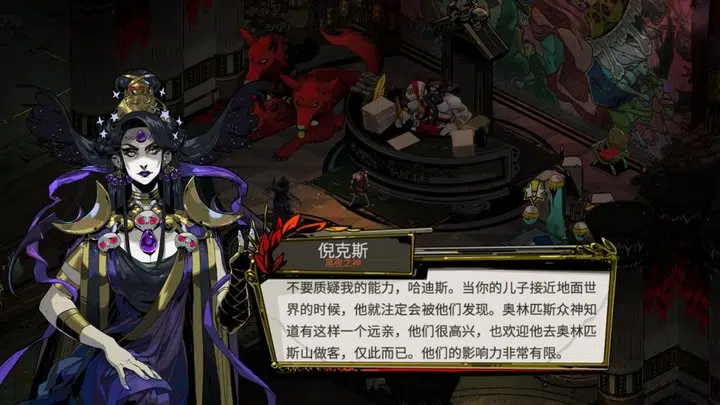 倪克斯
黑夜之神
不要质疑我的能力，哈迪斯。当你的儿子接近地面世
界的时候，他就注定会被他们发现。奥林匹斯众神知
道有这样一个远亲，他们很高兴，也欢迎他去奥林匹
斯山做客，仅此而已。他们的影响力非常有限。